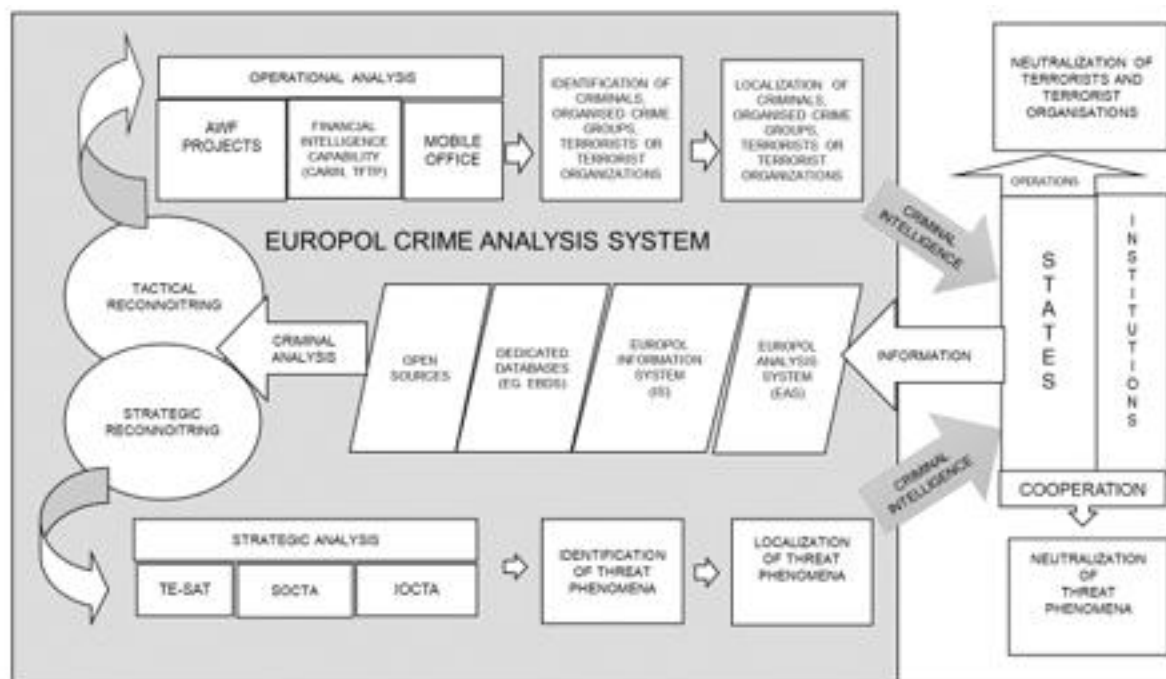 OPERATIONAL ANALYSIS
AWF
PROJECTS
FINANCIAL
INTELLIGENCE
CAPABILITY
(CARIN, TFTP)
MOBILE
OFFICE
IDENTIFICATION OF
CRIMINALS,
ORGANISED CRIME
GROUPS,
TERRORISTS OR
TERRORIST
ORGANIZATIONS
LOCALIZATION OF
CRIMINALS,
ORGANISED CRIME
GROUPS,
TERRORISTS OR
TERRORIST
ORGANIZATIONS
NEUTRALIZATION OF
TERRORISTS AND
TERRORIST
ORGANISATIONS
OPERATIONS
CRIMINAL
INTELLIGENCE
STATES
INSTITUTIONS
EUROPOL CRIME ANALYSIS SYSTEM
TACTICAL
RECONNOITRING
STRATEGIC
RECONNOITRING
CRIMINAL
ANALYSIS
OPEN
SOURCES
DEDICATED
DATABASES
(EG. EBDS)
EUROPOL
INFORMATION
SYSTEM
(IS)
EUROPOL
ANALYSIS
SYSTEM
(EAS)
INFORMATION
CRIMINAL
INTELLIGENCE
COOPERATION
STRATEGIC ANALYSIS
TE-SAT
SOCTA
IOCTA
IDENTIFICATION
OF THREAT
PHENOMENA
LOCALIZATION
OF THREAT
PHENOMENA
NEUTRALIZATION
OF
THREAT
PHENOMENA